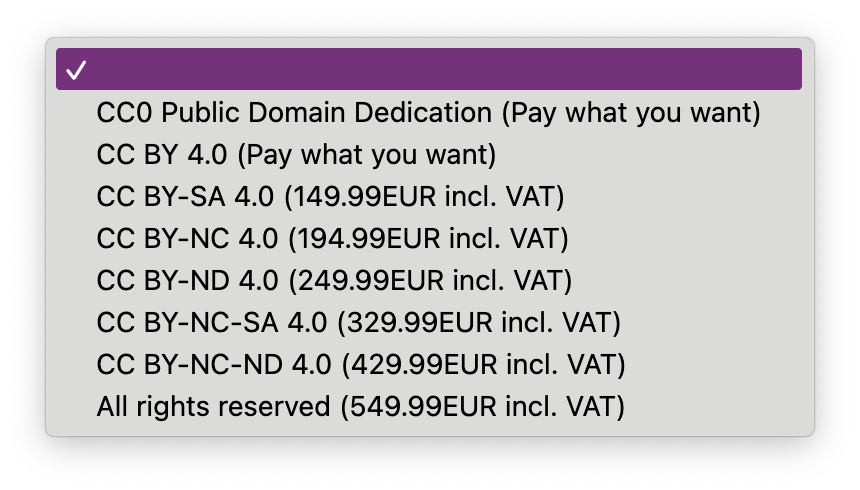 ✓
CC0 Public Domain Dedication (Pay what you want)
CC BY 4.0 (Pay what you want)
CC BY-SA 4.0 (149.99EUR incl. VAT)
CC BY-NC 4.0 (194.99EUR incl. VAT)
CC BY-ND 4.0 (249.99EUR incl. VAT)
CC BY-NC-SA 4.0 (329.99EUR incl. VAT)
CC BY-NC-ND 4.0 (429.99EUR incl. VAT)
All rights reserved (549.99EUR incl. VAT)